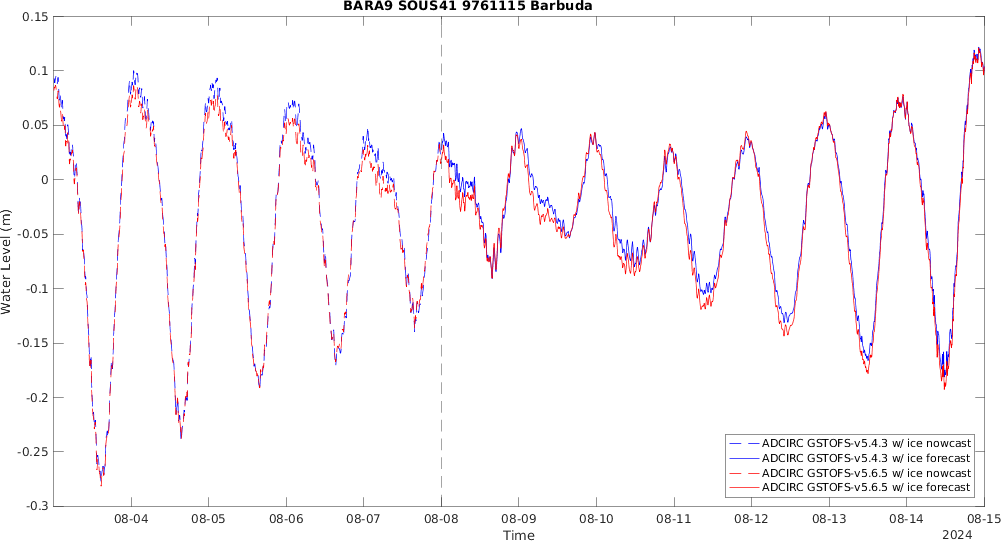 BARA9 SOUS41 9761115 Barbuda
0.15
0.1
0.05
0
-0.05
-0.1
-0.15
-0.2
-0.25
-0.3
Water Level (m)
ADCIRC GSTOFS-v5.4.3 w/ ice nowcast
ADCIRC GSTOFS-v5.4.3 w/ ice forecast
ADCIRC GSTOFS-v5.6.5 w/ ice nowcast
ADCIRC GSTOFS-v5.6.5 w/ ice forecast
08-04 08-05 08-06 08-07 08-08 08-09 08-10 08-11 08-12 08-13 08-14 08-15
Time
2024